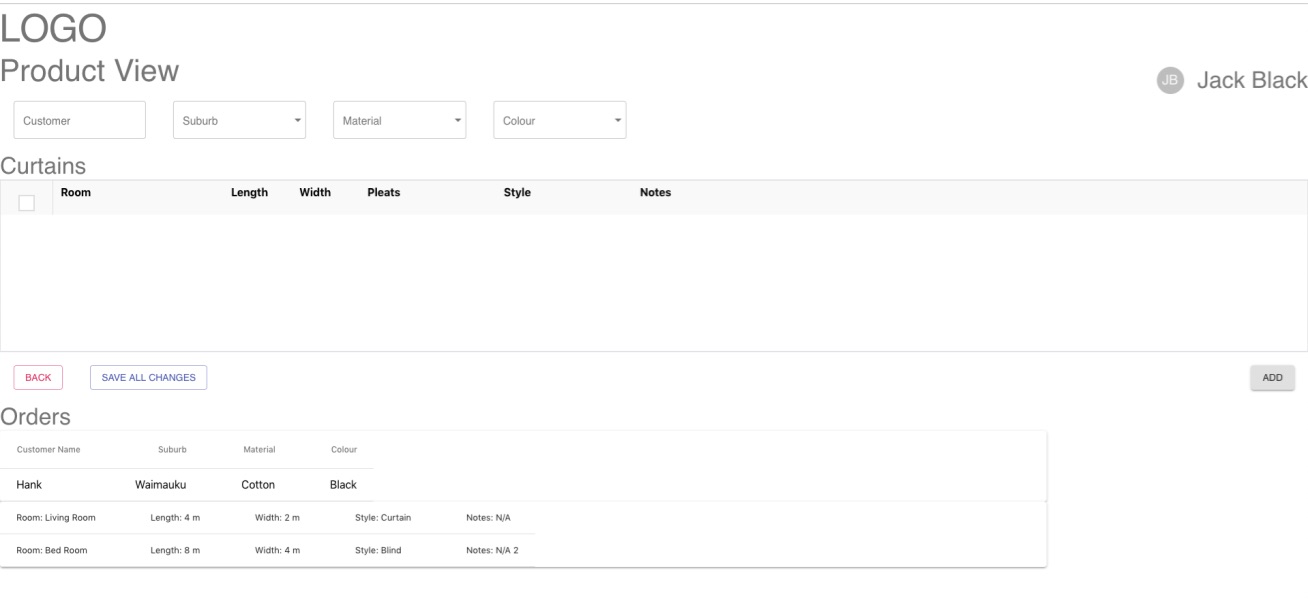 LOGO
Product View
JB Jack Black
Customer Suburb Material Colour
Curtains
Room Length Width Pleats Style Notes
BACK SAVE ALL CHANGES ADD
Orders
Customer Name Suburb Material Colour
Hank Waimauku Cotton Black
Room: Living Room Length: 4 m Width: 2 m Style: Curtain Notes: N/A
Room: Bed Room Length: 8 m Width: 4 m Style: Blind Notes: N/A 2